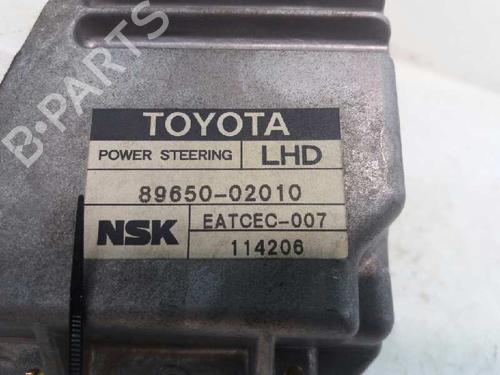 B-PARTS
TOYOTA
POWER STEERING LHD
89650-02010
NSK EATCEC-007
114206